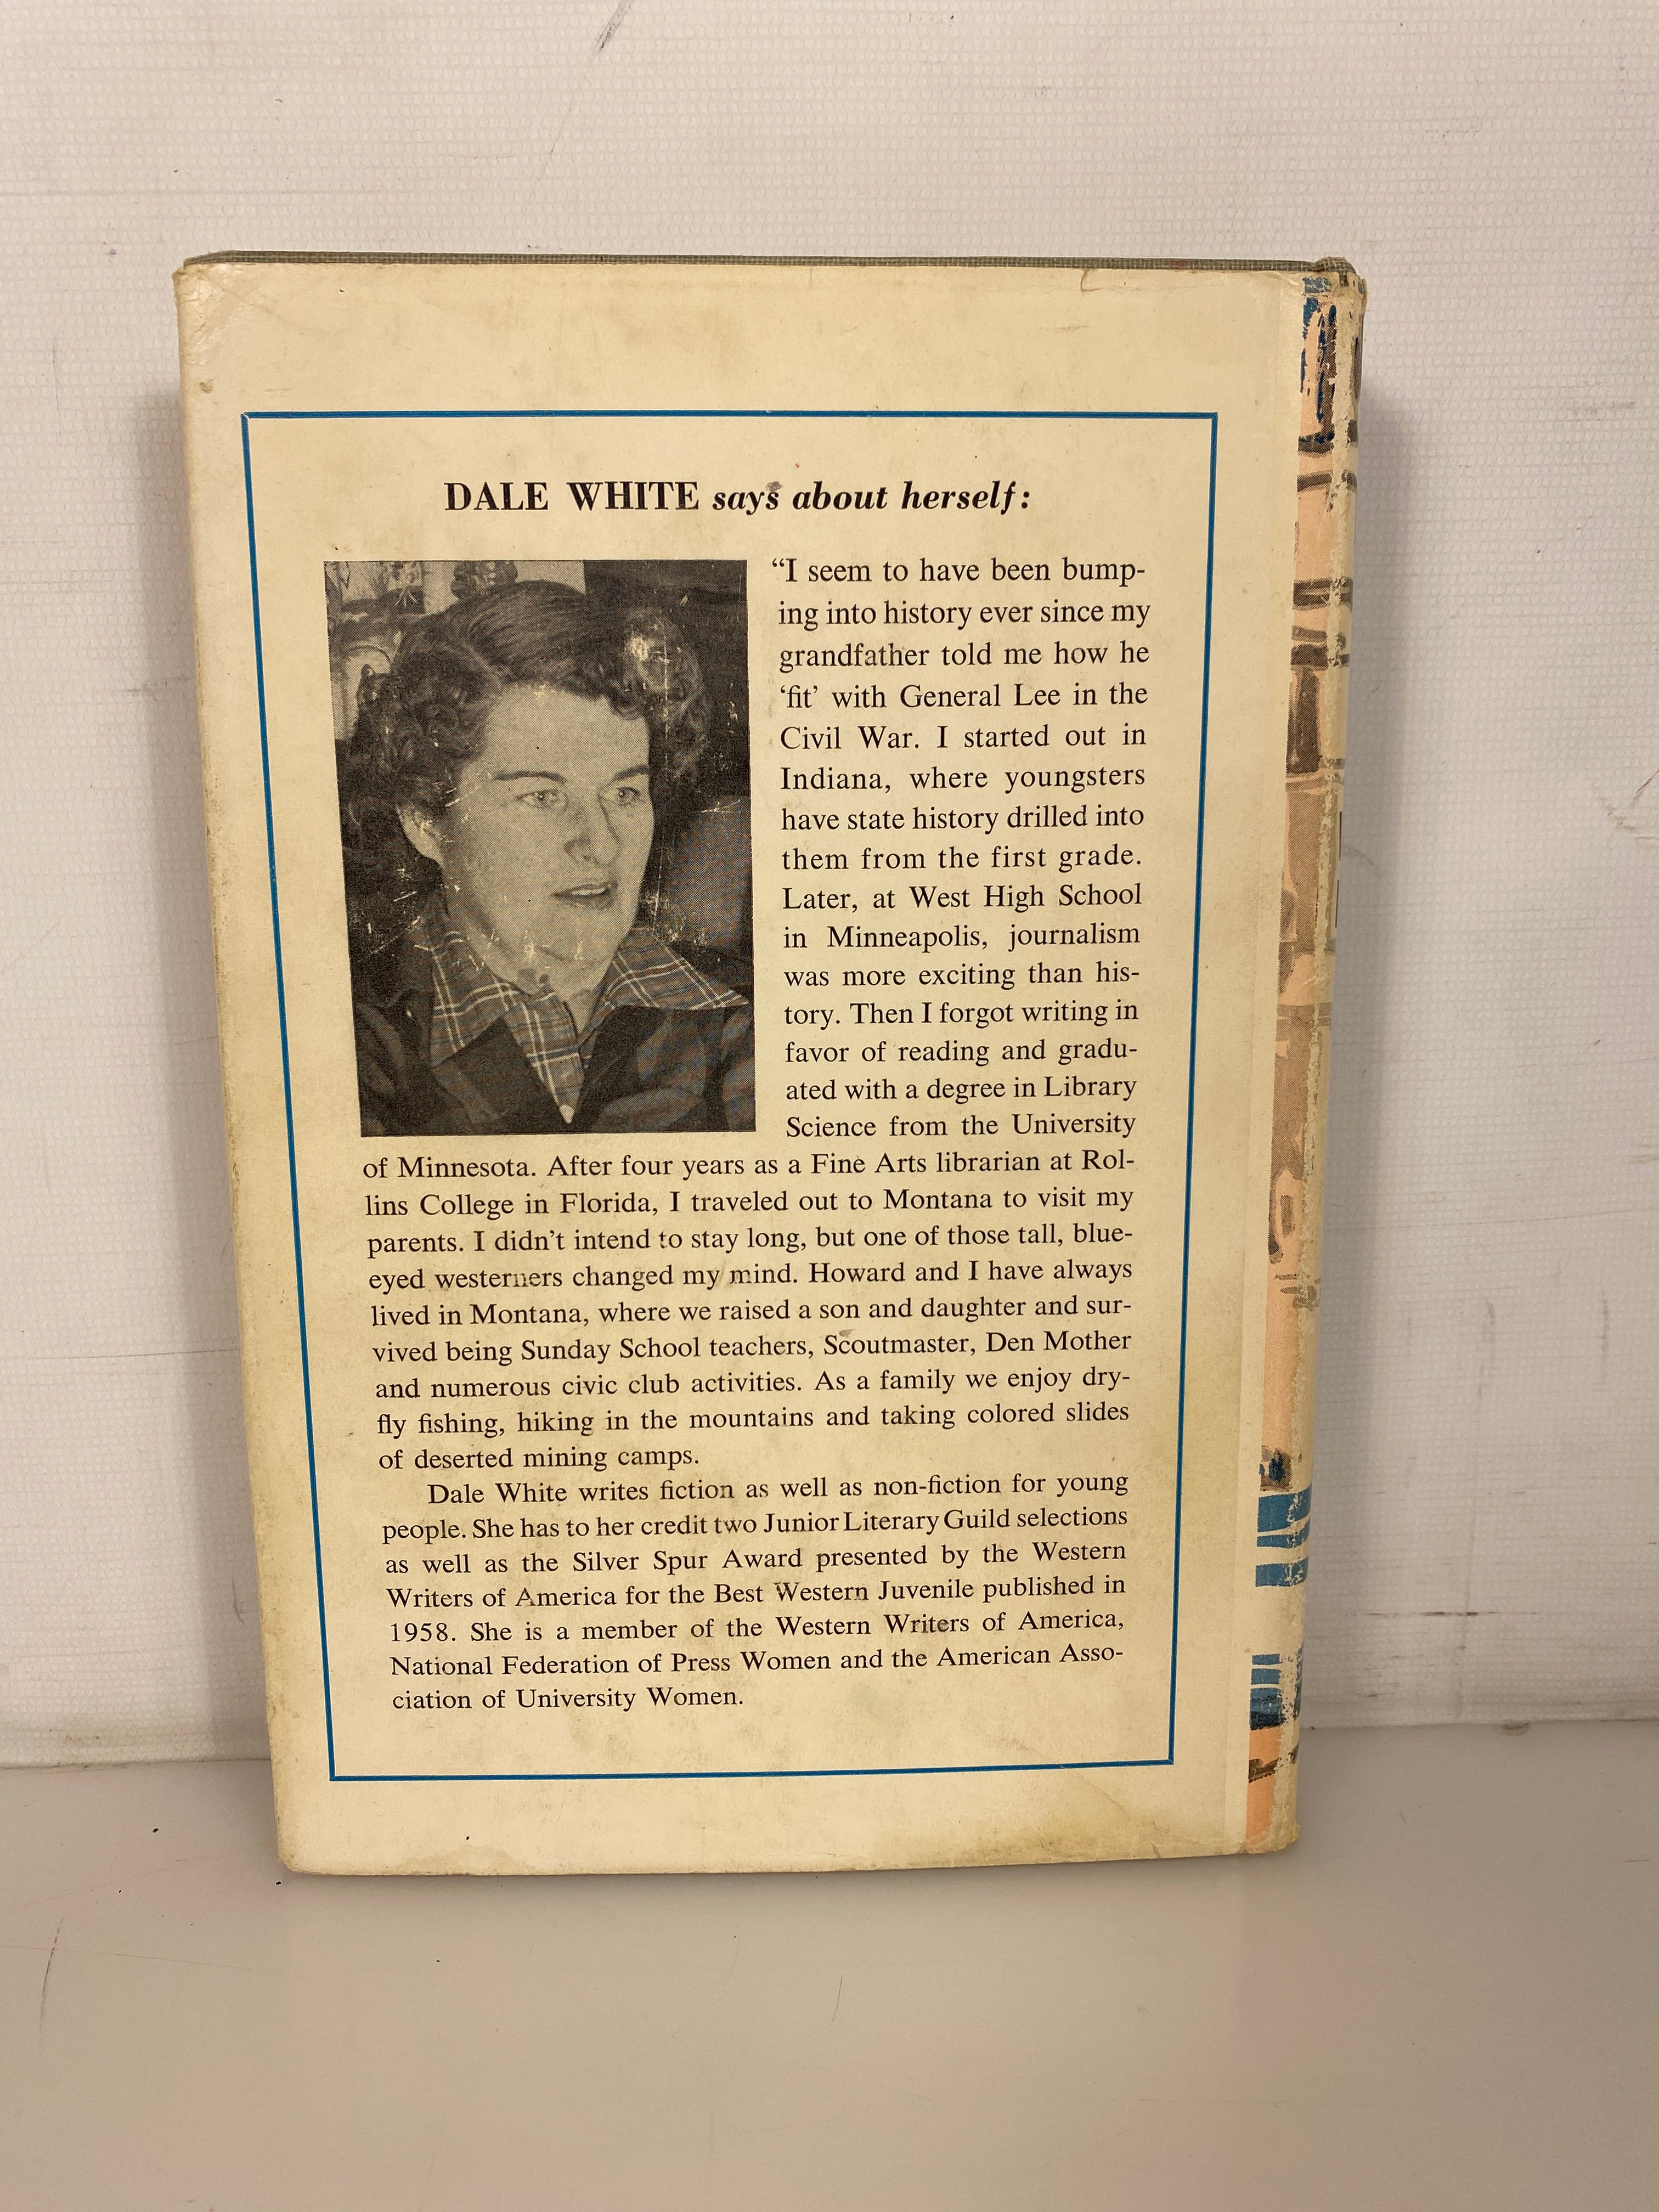 DALE WHITE says about herself:
“I seem to have been bump-
ing into history ever since my
grandfather told me how he
‘fit’ with General Lee in the
Civil War. I started out in
Indiana, where youngsters
have state history drilled into
them from the first grade.
Later, at West High School
in Minneapolis, journalism
was more exciting than his-
tory. Then I forgot writing in
favor of reading and gradu-
ated with a degree in Library
Science from the University
of Minnesota. After four years as a Fine Arts librarian at Rol-
lins College in Florida, I traveled out to Montana to visit my
parents. I didn’t intend to stay long, but one of those tall, blue-
eyed westerners changed my mind. Howard and I have always
lived in Montana, where we raised a son and daughter and sur-
vived being Sunday School teachers, Scoutmaster, Den Mother
and numerous civic club activities. As a family we enjoy dry-
fly fishing, hiking in the mountains and taking colored slides
of deserted mining camps.
Dale White writes fiction as well as non-fiction for young
people. She has to her credit two Junior Literary Guild selections
as well as the Silver Spur Award presented by the Western
Writers of America for the Best Western Juvenile published in
1958. She is a member of the Western Writers of America,
National Federation of Press Women and the American Asso-
ciation of University Women.